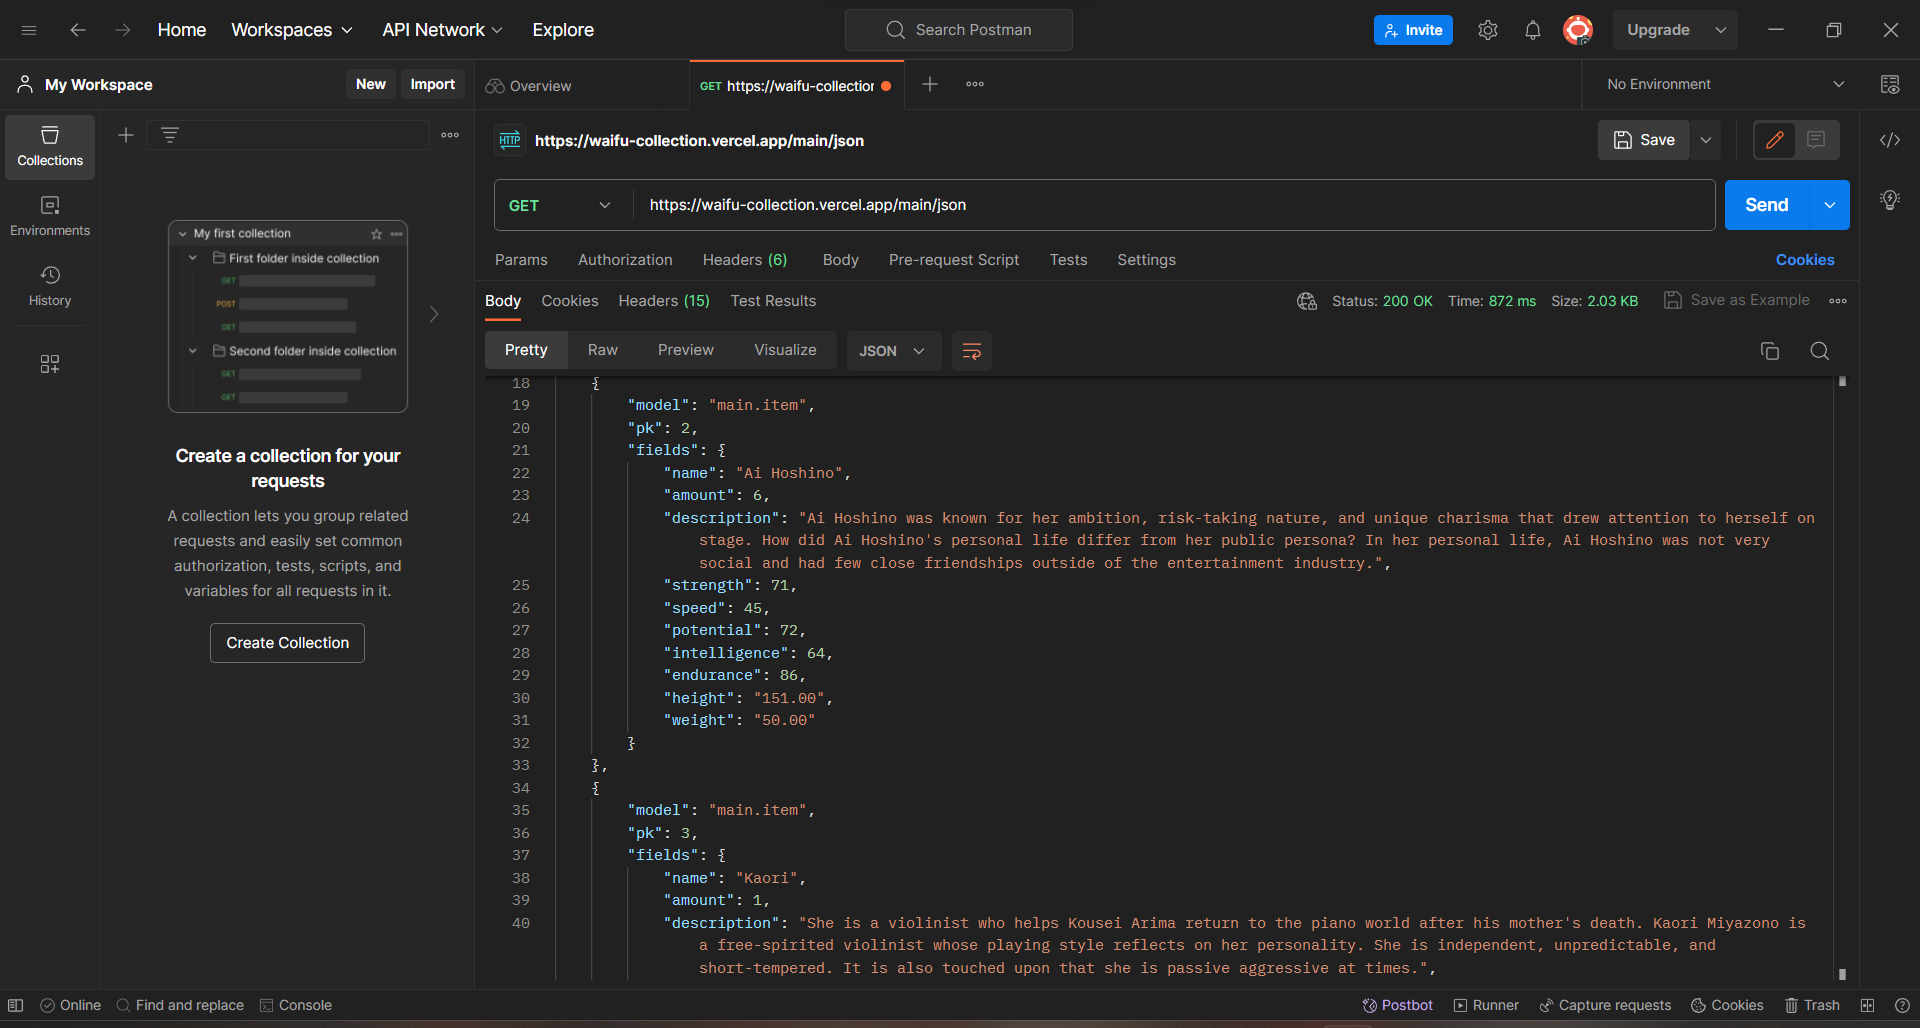 Home Workspaces API Network Explore Search Postman Invite Upgrade
My Workspace New Import Overview GET https://waifu-collection No Environment
Collections
Environments
History
My first collection
First folder inside collection
GET
POST
GET
Second folder inside collection
GET
GET
Create a collection for your
requests
A collection lets you group related
requests and easily set common
authorization, tests, scripts, and
variables for all requests in it.
Create Collection
HTTP https://waifu-collection.vercel.app/main/json Save
GET https://waifu-collection.vercel.app/main/json Send
Params Authorization Headers (6) Body Pre-request Script Tests Settings Cookies
Body Cookies Headers (15) Test Results Status: 200 OK Time: 872 ms Size: 2.03 KB Save as Example
Pretty Raw Preview Visualize JSON
18 {
19 "model": "main.item",
20 "pk": 2,
21 "fields": {
22 "name": "Ai Hoshino",
23 "amount": 6,
24 "description": "Ai Hoshino was known for her ambition, risk-taking nature, and unique charisma that drew attention to herself on
stage. How did Ai Hoshino's personal life differ from her public persona? In her personal life, Ai Hoshino was not very
social and had few close friendships outside of the entertainment industry.",
25 "strength": 71,
26 "speed": 45,
27 "potential": 72,
28 "intelligence": 64,
29 "endurance": 86,
30 "height": "151.00",
31 "weight": "50.00"
32 }
33 },
34 {
35 "model": "main.item",
36 "pk": 3,
37 "fields": {
38 "name": "Kaori",
39 "amount": 1,
40 "description": "She is a violinist who helps Kousei Arima return to the piano world after his mother's death. Kaori Miyazono is
a free-spirited violinist whose playing style reflects on her personality. She is independent, unpredictable, and
short-tempered. It is also touched upon that she is passive aggressive at times.",
Online Find and replace Console Postbot Runner Capture requests Cookies Trash